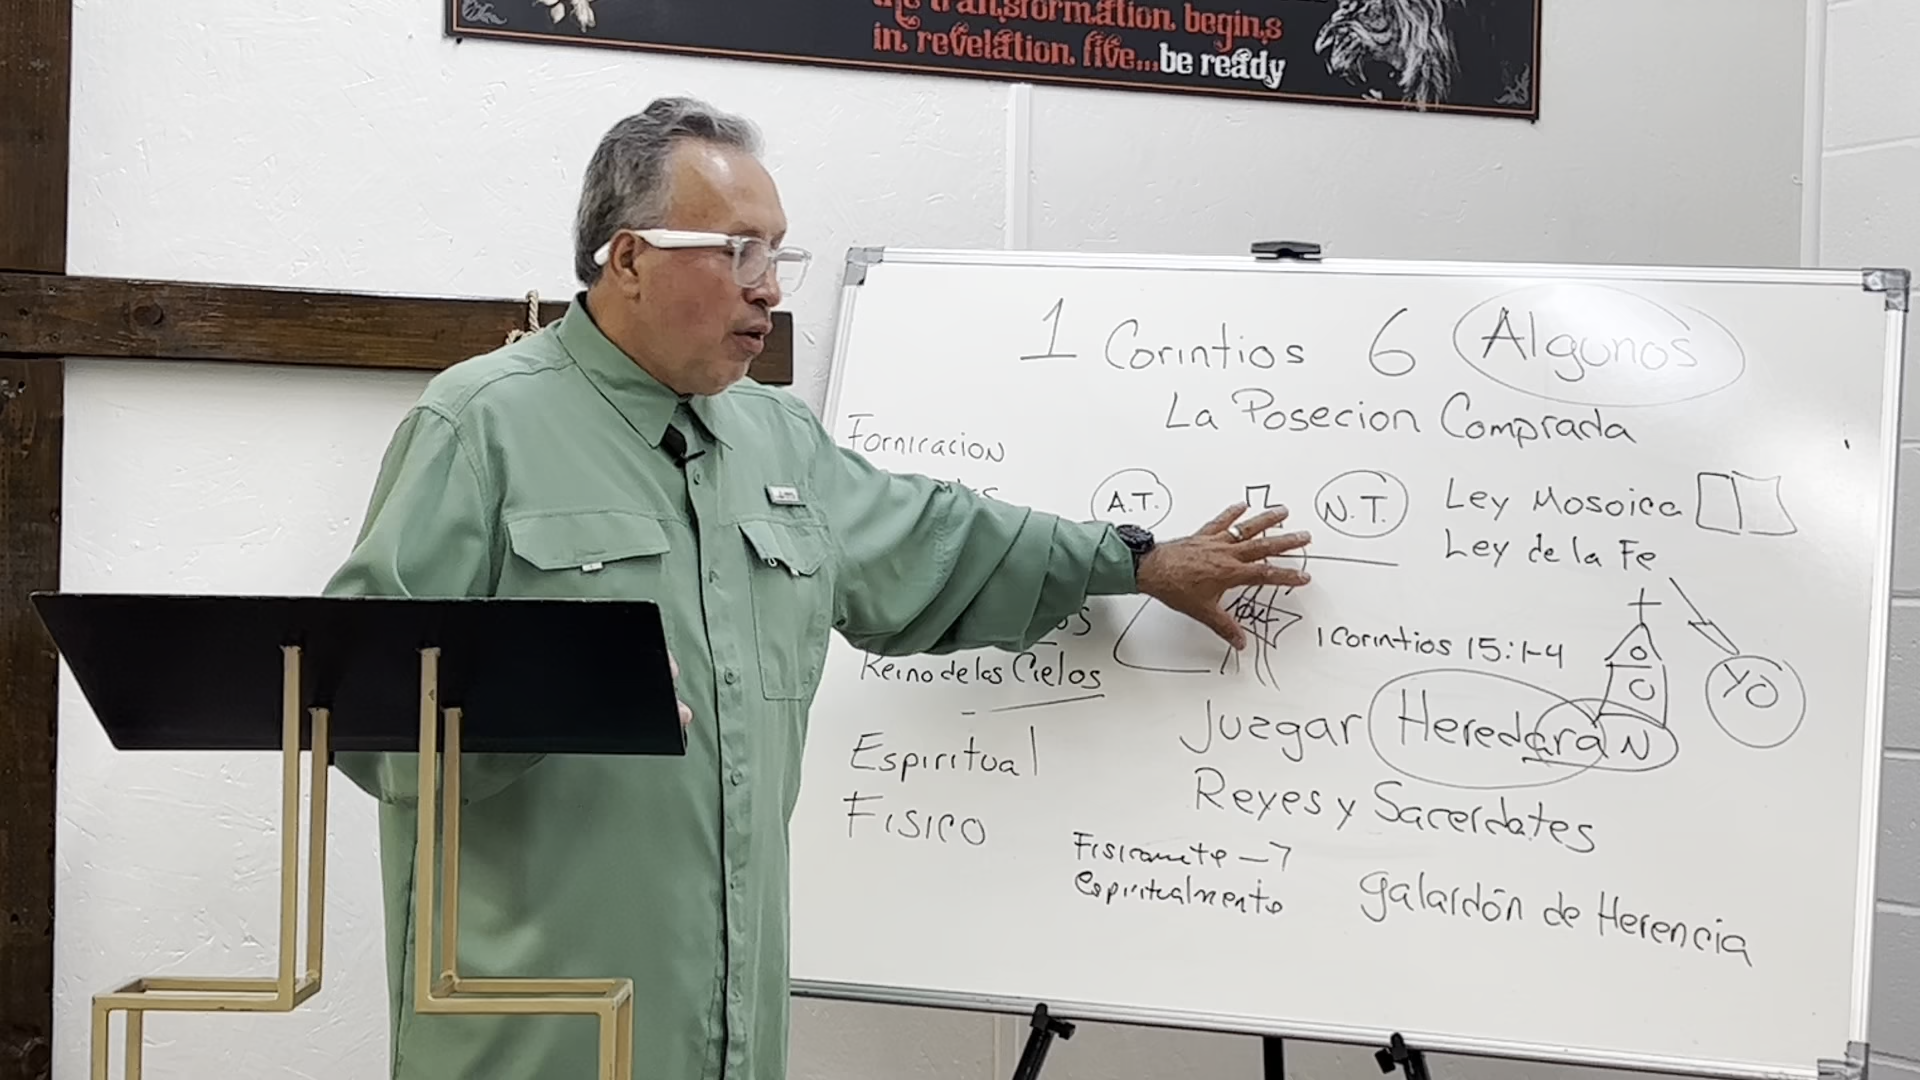 the transformation begins
in revelation five...be ready
1 Corintios 6 Algunos
La Posecion Comprada
Fornicacion
A.T.
N.T.
Ley Mosoica
Ley de la Fe
1 Corintios 15:1-4
YO
Reino de los Cielos
Juzgar Heredaran
Espiritual
Reyes y Sacerdotes
Fisico
Fisicamente
espiritualmente
galardón de Herencia